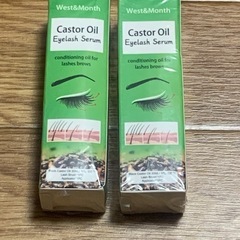 West&Month
Castor Oil
Eyelash Serum
conditioning oil for
lashes brows
West&Month
Castor Oil
Eyelash Serum
conditioning oil for
lashes brows